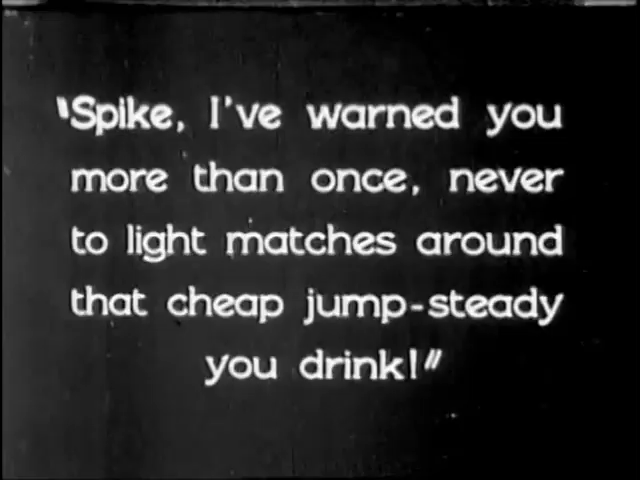 "Spike, I've warned you
more than once, never
to light matches around
that cheap jump-steady
you drink!"